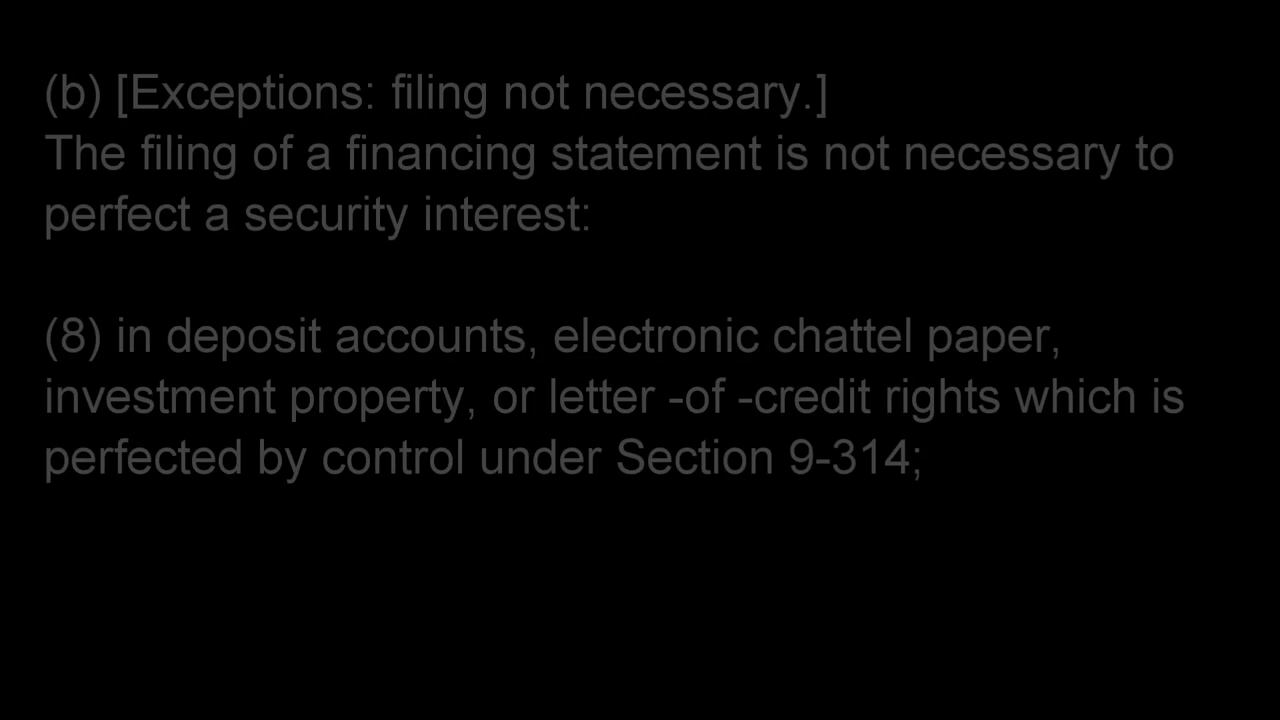 (b) [Exceptions: filing not necessary.]
The filing of a financing statement is not necessary to
perfect a security interest:
(8) in deposit accounts, electronic chattel paper,
investment property, or letter -of -credit rights which is
perfected by control under Section 9-314;